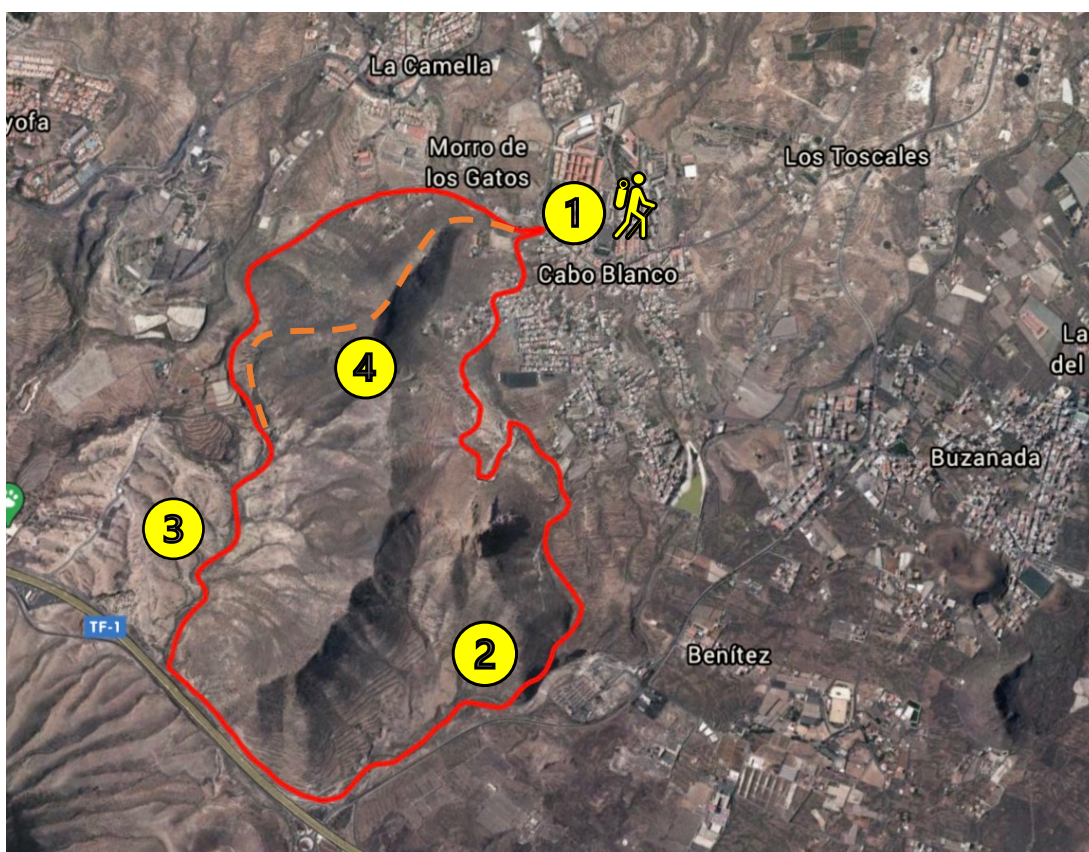 La Camella
yofa
Morro de
los Gatos
Los Toscales
1
Cabo Blanco
La
del
4
Buzanada
3
TF-1
2
Benítez